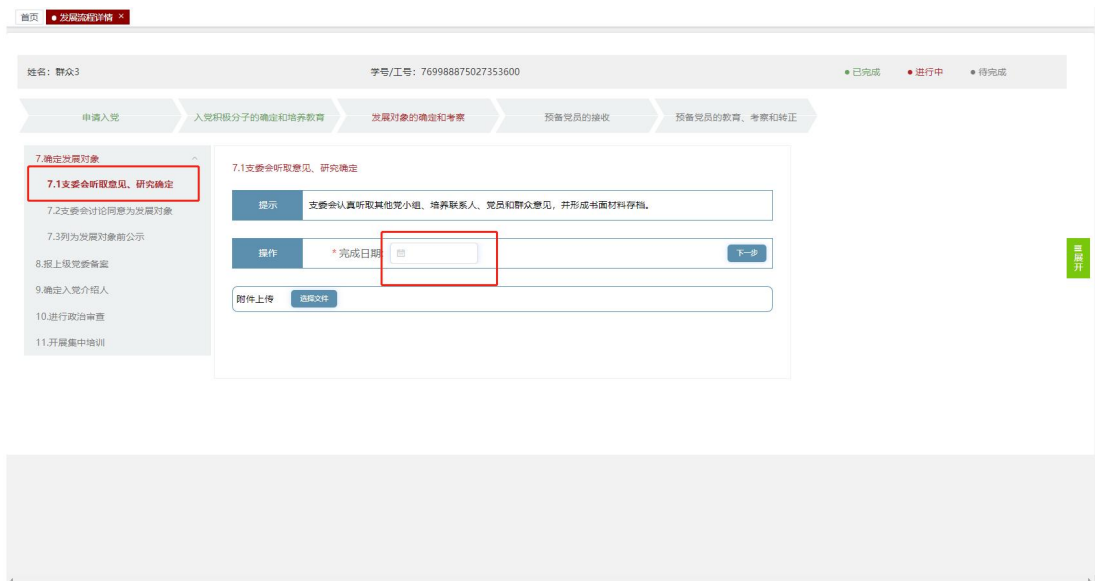 首页 ● 发展流程详情 ×
姓名：群众3 学号/工号：769988875027353600 ●已完成 ●进行中 ●待完成
申请入党 入党积极分子的确定和培养教育 发展对象的确定和考察 预备党员的接收 预备党员的教育、考察和转正
7.确定发展对象
7.1支委会听取意见、研究确定
7.2支委会讨论同意为发展对象
7.3列为发展对象前公示
8.报上级党委备案
9.确定入党介绍人
10.进行政治审查
11.开展集中培训
7.1支委会听取意见、研究确定
提示 支委会认真听取其他党小组、培养联系人、党员和群众意见，并形成书面材料存档。
操作 *完成日期 下一步
附件上传 选择文件
展开